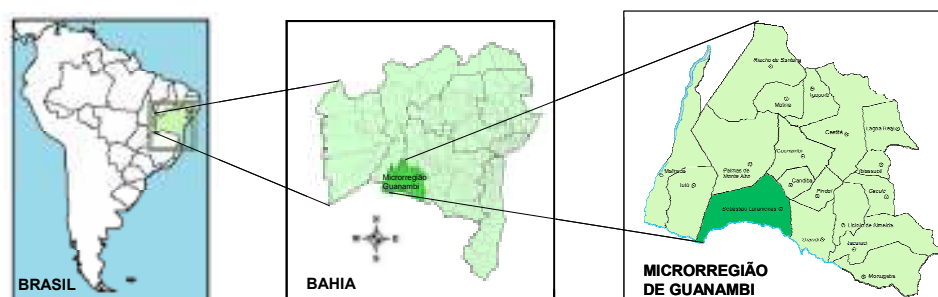 BRASIL
Microrregião
Guanambi
N
S
BAHIA
Riacho de Santana
Igaporã
Matina
Caetité
Lagoa Real
Guanambi
Ibiassucê
Malhada
Palmas de
Monte Alto
Iuiú
Candiba
Pindaí
Caculé
Sebastião Laranjeiras
Licínio de Almeida
Urandi
Jacaraci
Mortugaba
MICRORREGIÃO
DE GUANAMBI